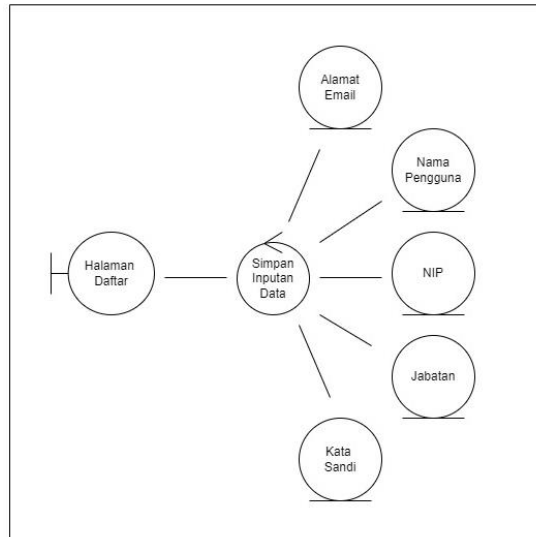 Alamat
Email
Nama
Pengguna
Halaman
Daftar
Simpan
Inputan
Data
NIP
Jabatan
Kata
Sandi